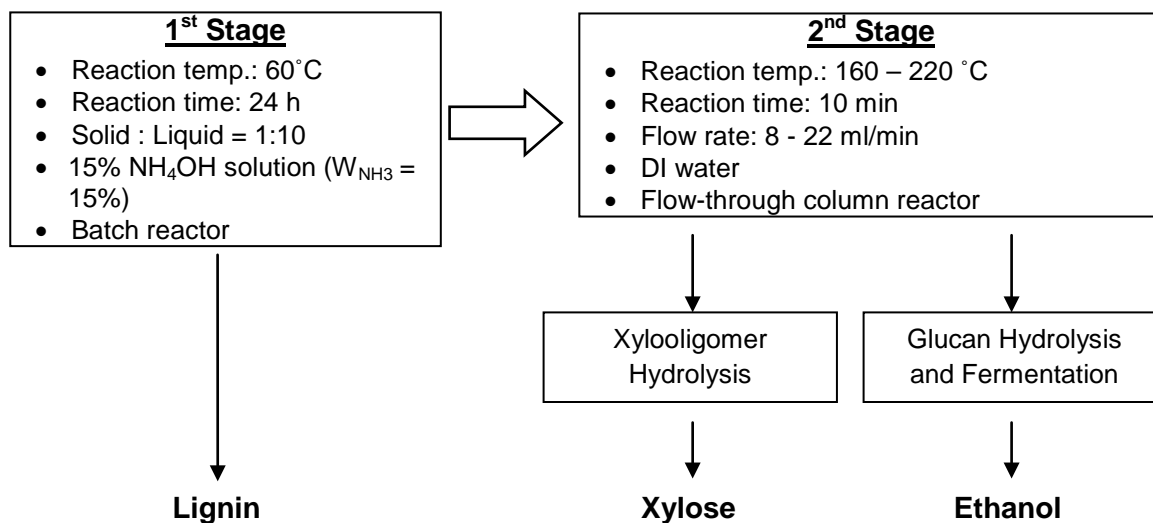 1st Stage
• Reaction temp.: 60˚C
• Reaction time: 24 h
• Solid : Liquid = 1:10
• 15% NH4OH solution (WNH3 =
15%)
• Batch reactor
2nd Stage
• Reaction temp.: 160 – 220 ˚C
• Reaction time: 10 min
• Flow rate: 8 - 22 ml/min
• DI water
• Flow-through column reactor
Xylooligomer
Hydrolysis
Glucan Hydrolysis
and Fermentation
Lignin
Xylose
Ethanol